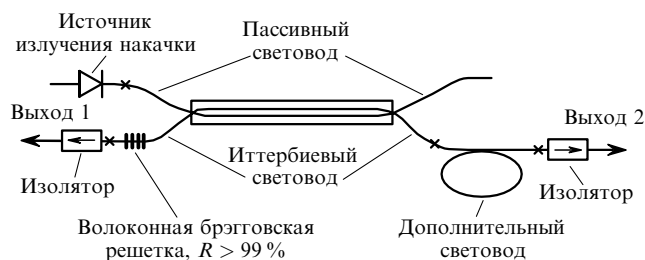 Источник
излучения накачки
Пассивный
световод
Выход 1
Выход 2
Изолятор
Иттербиевый
световод
Изолятор
Волоконная брэгговская
решетка, R > 99 %
Дополнительный
световод